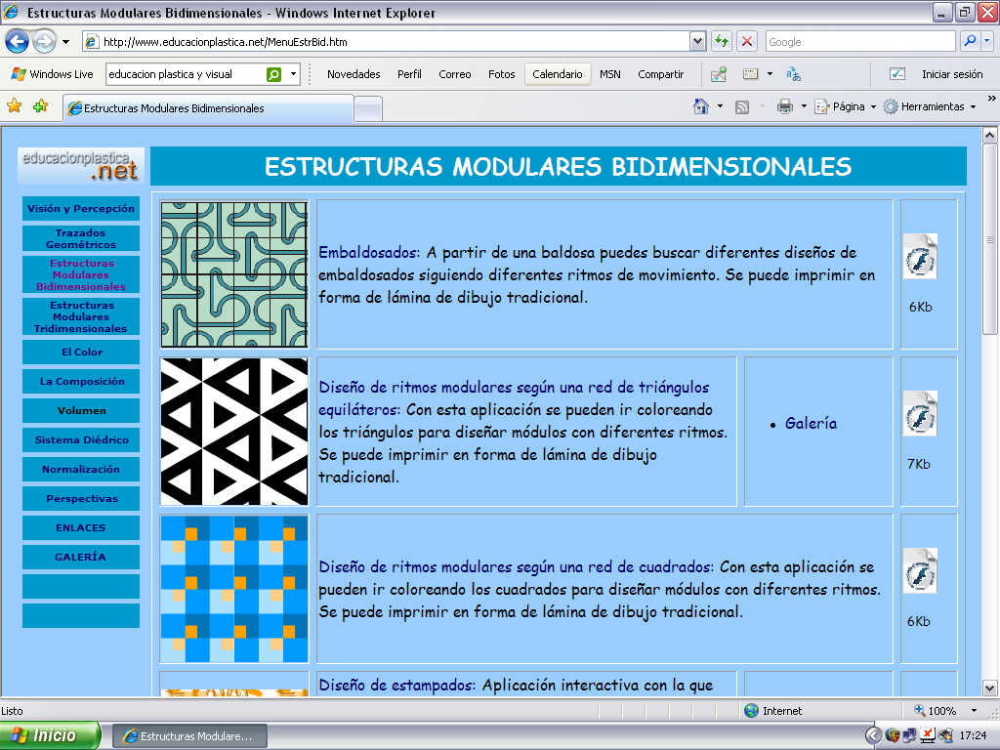 Estructuras Modulares Bidimensionales - Windows Internet Explorer
http://www.educacionplastica.net/MenuEstrBid.htm
Google
Windows Live
educacion plastica y visual
Novedades Perfil Correo Fotos Calendario MSN Compartir
Iniciar sesión
Estructuras Modulares Bidimensionales
Página
Herramientas
educacionplastica
.net
ESTRUCTURAS MODULARES BIDIMENSIONALES
Visión y Percepción
Trazados
Geométricos
Estructuras
Modulares
Bidimensionales
Estructuras
Modulares
Tridimensionales
El Color
La Composición
Volumen
Sistema Diédrico
Normalización
Perspectivas
ENLACES
GALERÍA
Embaldosados: A partir de una baldosa puedes buscar diferentes diseños de
embaldosados siguiendo diferentes ritmos de movimiento. Se puede imprimir en
forma de lámina de dibujo tradicional.
6Kb
Diseño de ritmos modulares según una red de triángulos
equiláteros: Con esta aplicación se pueden ir coloreando
los triángulos para diseñar módulos con diferentes ritmos.
Se puede imprimir en forma de lámina de dibujo
tradicional.
• Galería
7Kb
Diseño de ritmos modulares según una red de cuadrados: Con esta aplicación se
pueden ir coloreando los cuadrados para diseñar módulos con diferentes ritmos.
Se puede imprimir en forma de lámina de dibujo tradicional.
6Kb
Diseño de estampados: Aplicación interactiva con la que
Listo
Internet
100%
Inicio
Estructuras Modulare...
17:24